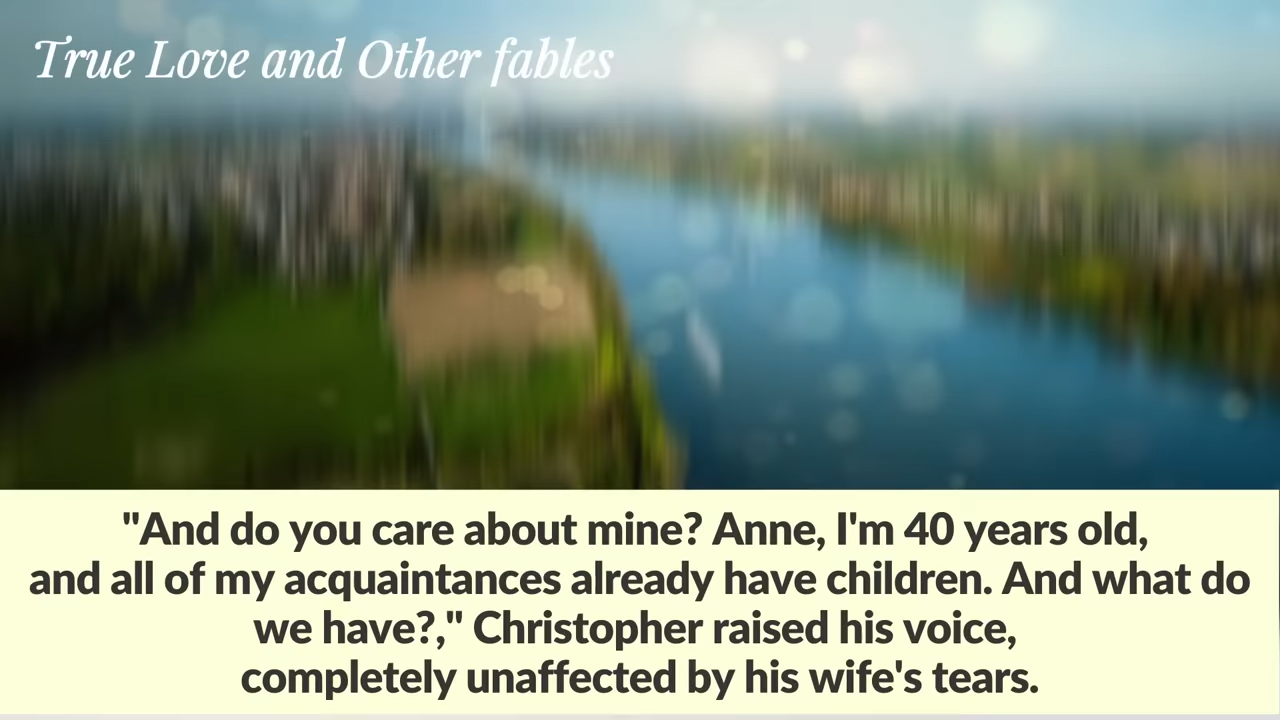 True Love and Other fables
"And do you care about mine? Anne, I'm 40 years old,
and all of my acquaintances already have children. And what do
we have?," Christopher raised his voice,
completely unaffected by his wife's tears.